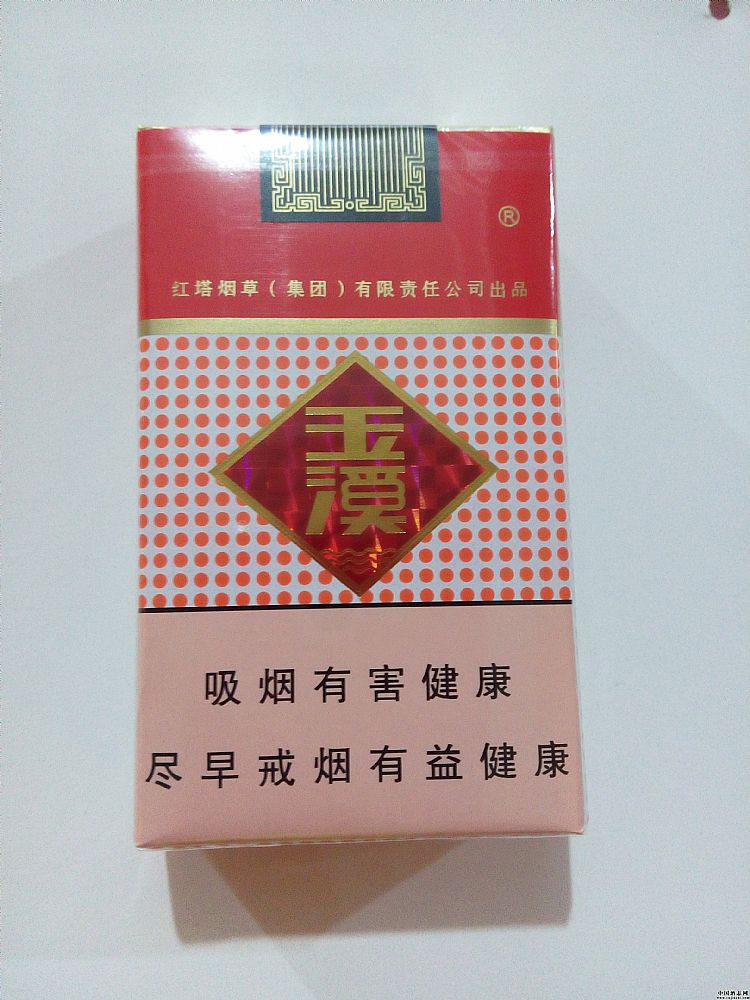 ®
红塔烟草（集团）有限责任公司出品
玉
溪
吸烟有害健康
尽早戒烟有益健康